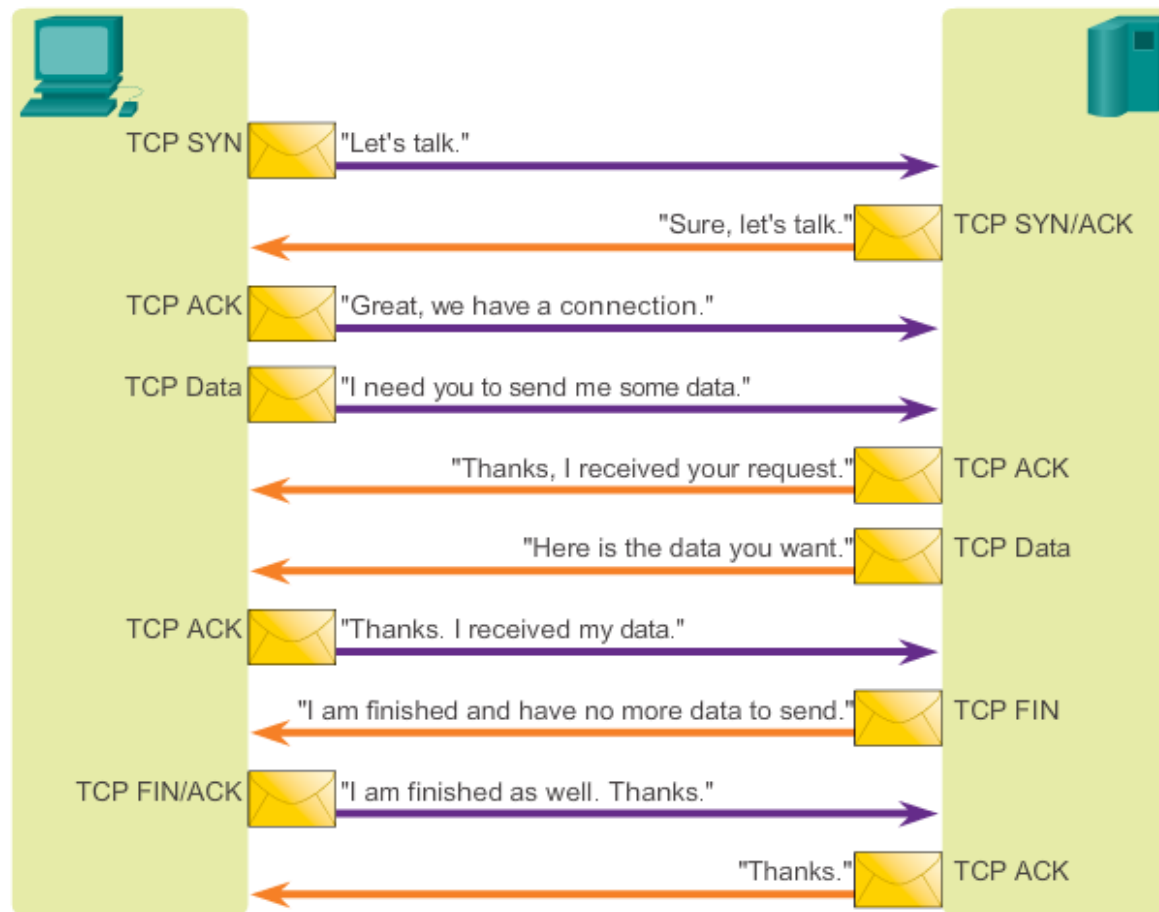 TCP SYN "Let's talk."
"Sure, let's talk." TCP SYN/ACK
TCP ACK "Great, we have a connection."
TCP Data "I need you to send me some data."
"Thanks, I received your request." TCP ACK
"Here is the data you want." TCP Data
TCP ACK "Thanks. I received my data."
"I am finished and have no more data to send." TCP FIN
TCP FIN/ACK "I am finished as well. Thanks."
"Thanks." TCP ACK